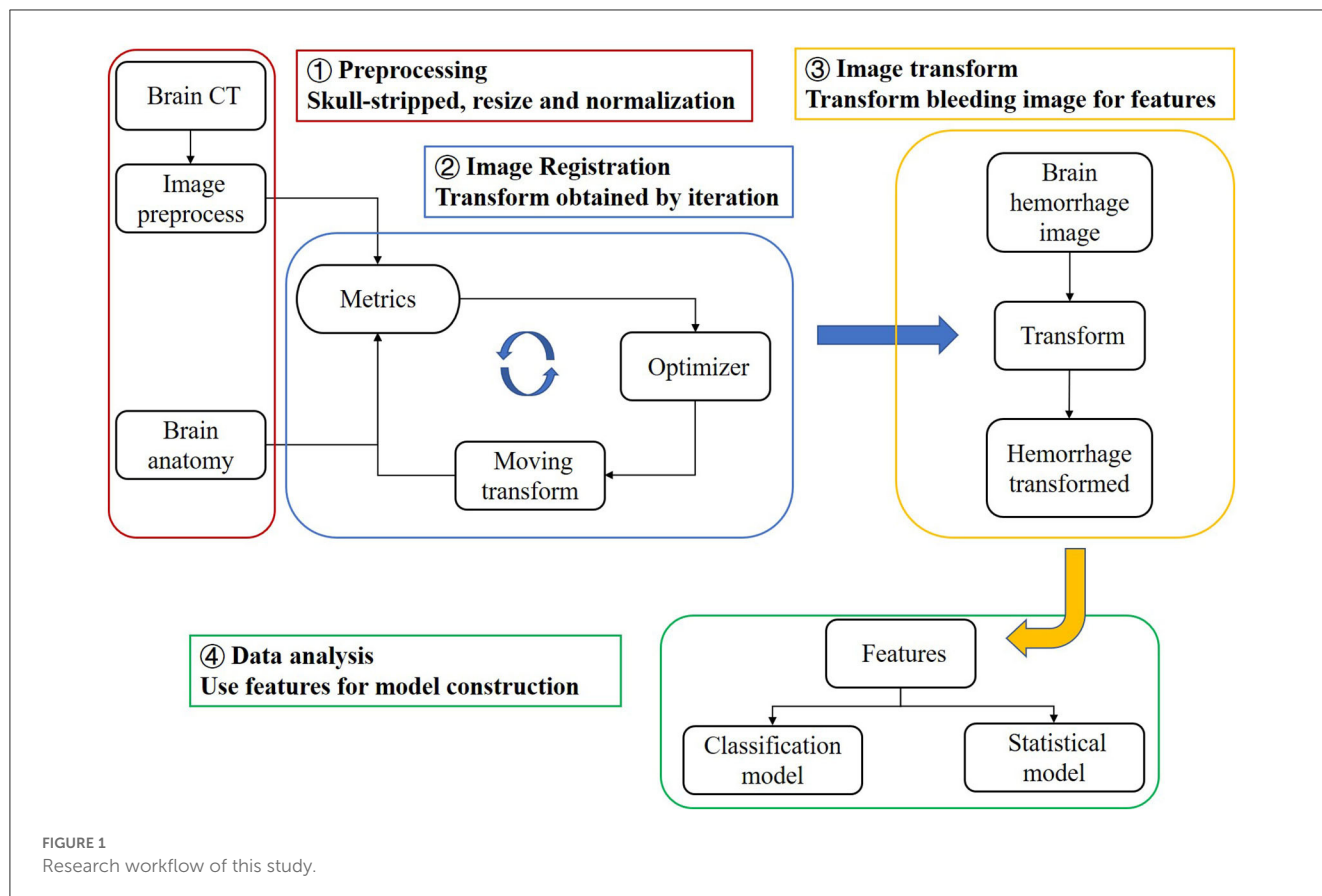 ① Preprocessing
Skull-stripped, resize and normalization
Brain CT
Image
preprocess
Brain
anatomy
② Image Registration
Transform obtained by iteration
Metrics
Optimizer
Moving
transform
③ Image transform
Transform bleeding image for features
Brain
hemorrhage
image
Transform
Hemorrhage
transformed
④ Data analysis
Use features for model construction
Features
Classification
model
Statistical
model
FIGURE 1
Research workflow of this study.